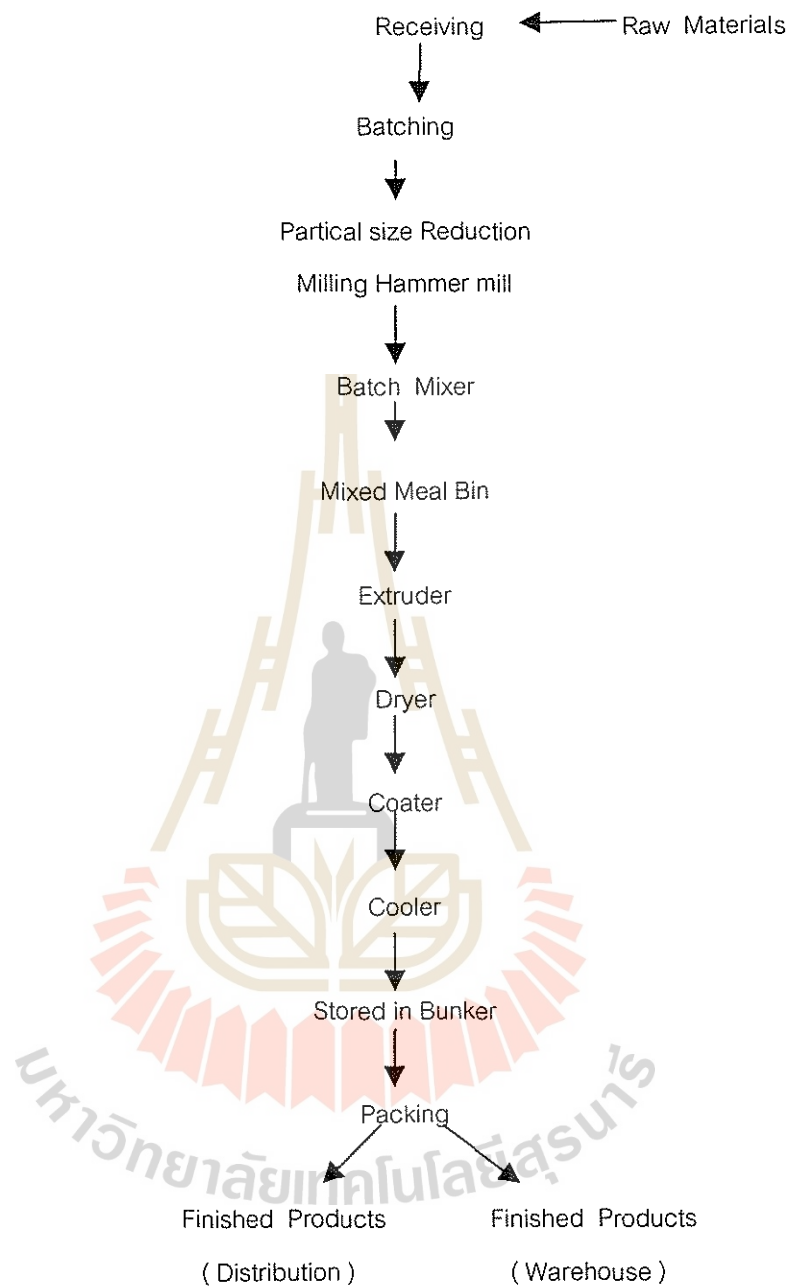 Receiving Raw Materials
Batching
Partical size Reduction
Milling Hammer mill
Batch Mixer
Mixed Meal Bin
Extruder
Dryer
Coater
Cooler
Stored in Bunker
Packing
มหาวิทยาลัยเทคโนโลยีสุรนารี
Finished Products Finished Products
( Distribution ) ( Warehouse )